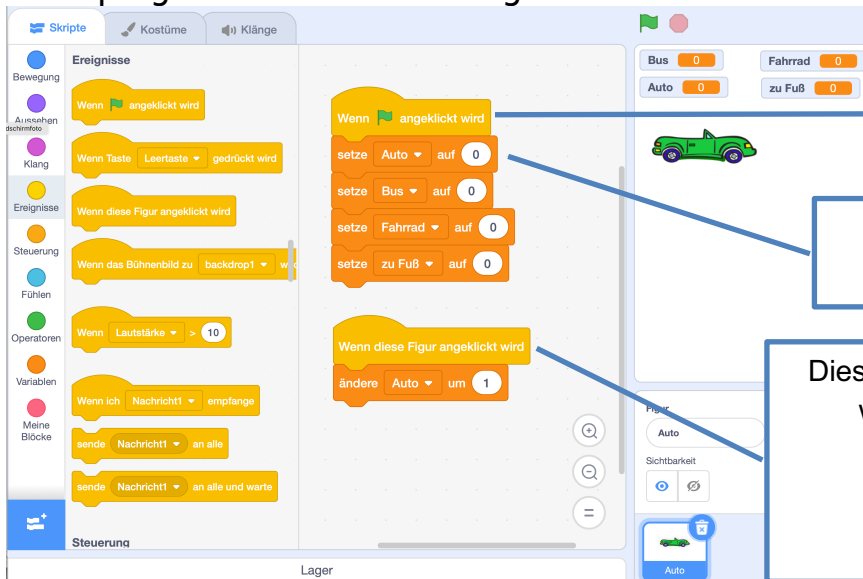 Skripte
Kostüme
Klänge
Bewegung
Aussehen
dschirmfoto
Klang
Ereignisse
Steuerung
Fühlen
Operatoren
Variablen
Meine
Blöcke
Ereignisse
Wenn angeklickt wird
Wenn Taste Leertaste gedrückt wird
Wenn diese Figur angeklickt wird
Wenn das Bühnenbild zu backdrop1
Wenn Lautstärke > 10
Wenn ich Nachricht1 empfange
sende Nachricht1 an alle
sende Nachricht1 an alle und warte
Steuerung
Wenn angeklickt wird
setze Auto auf 0
setze Bus auf 0
setze Fahrrad auf 0
setze zu Fuß auf 0
Wenn diese Figur angeklickt wird
ändere Auto um 1
=
Lager
Bus 0
Fahrrad 0
Auto 0
zu Fuß 0
Dies
Figur
Auto
Sichtbarkeit
Auto